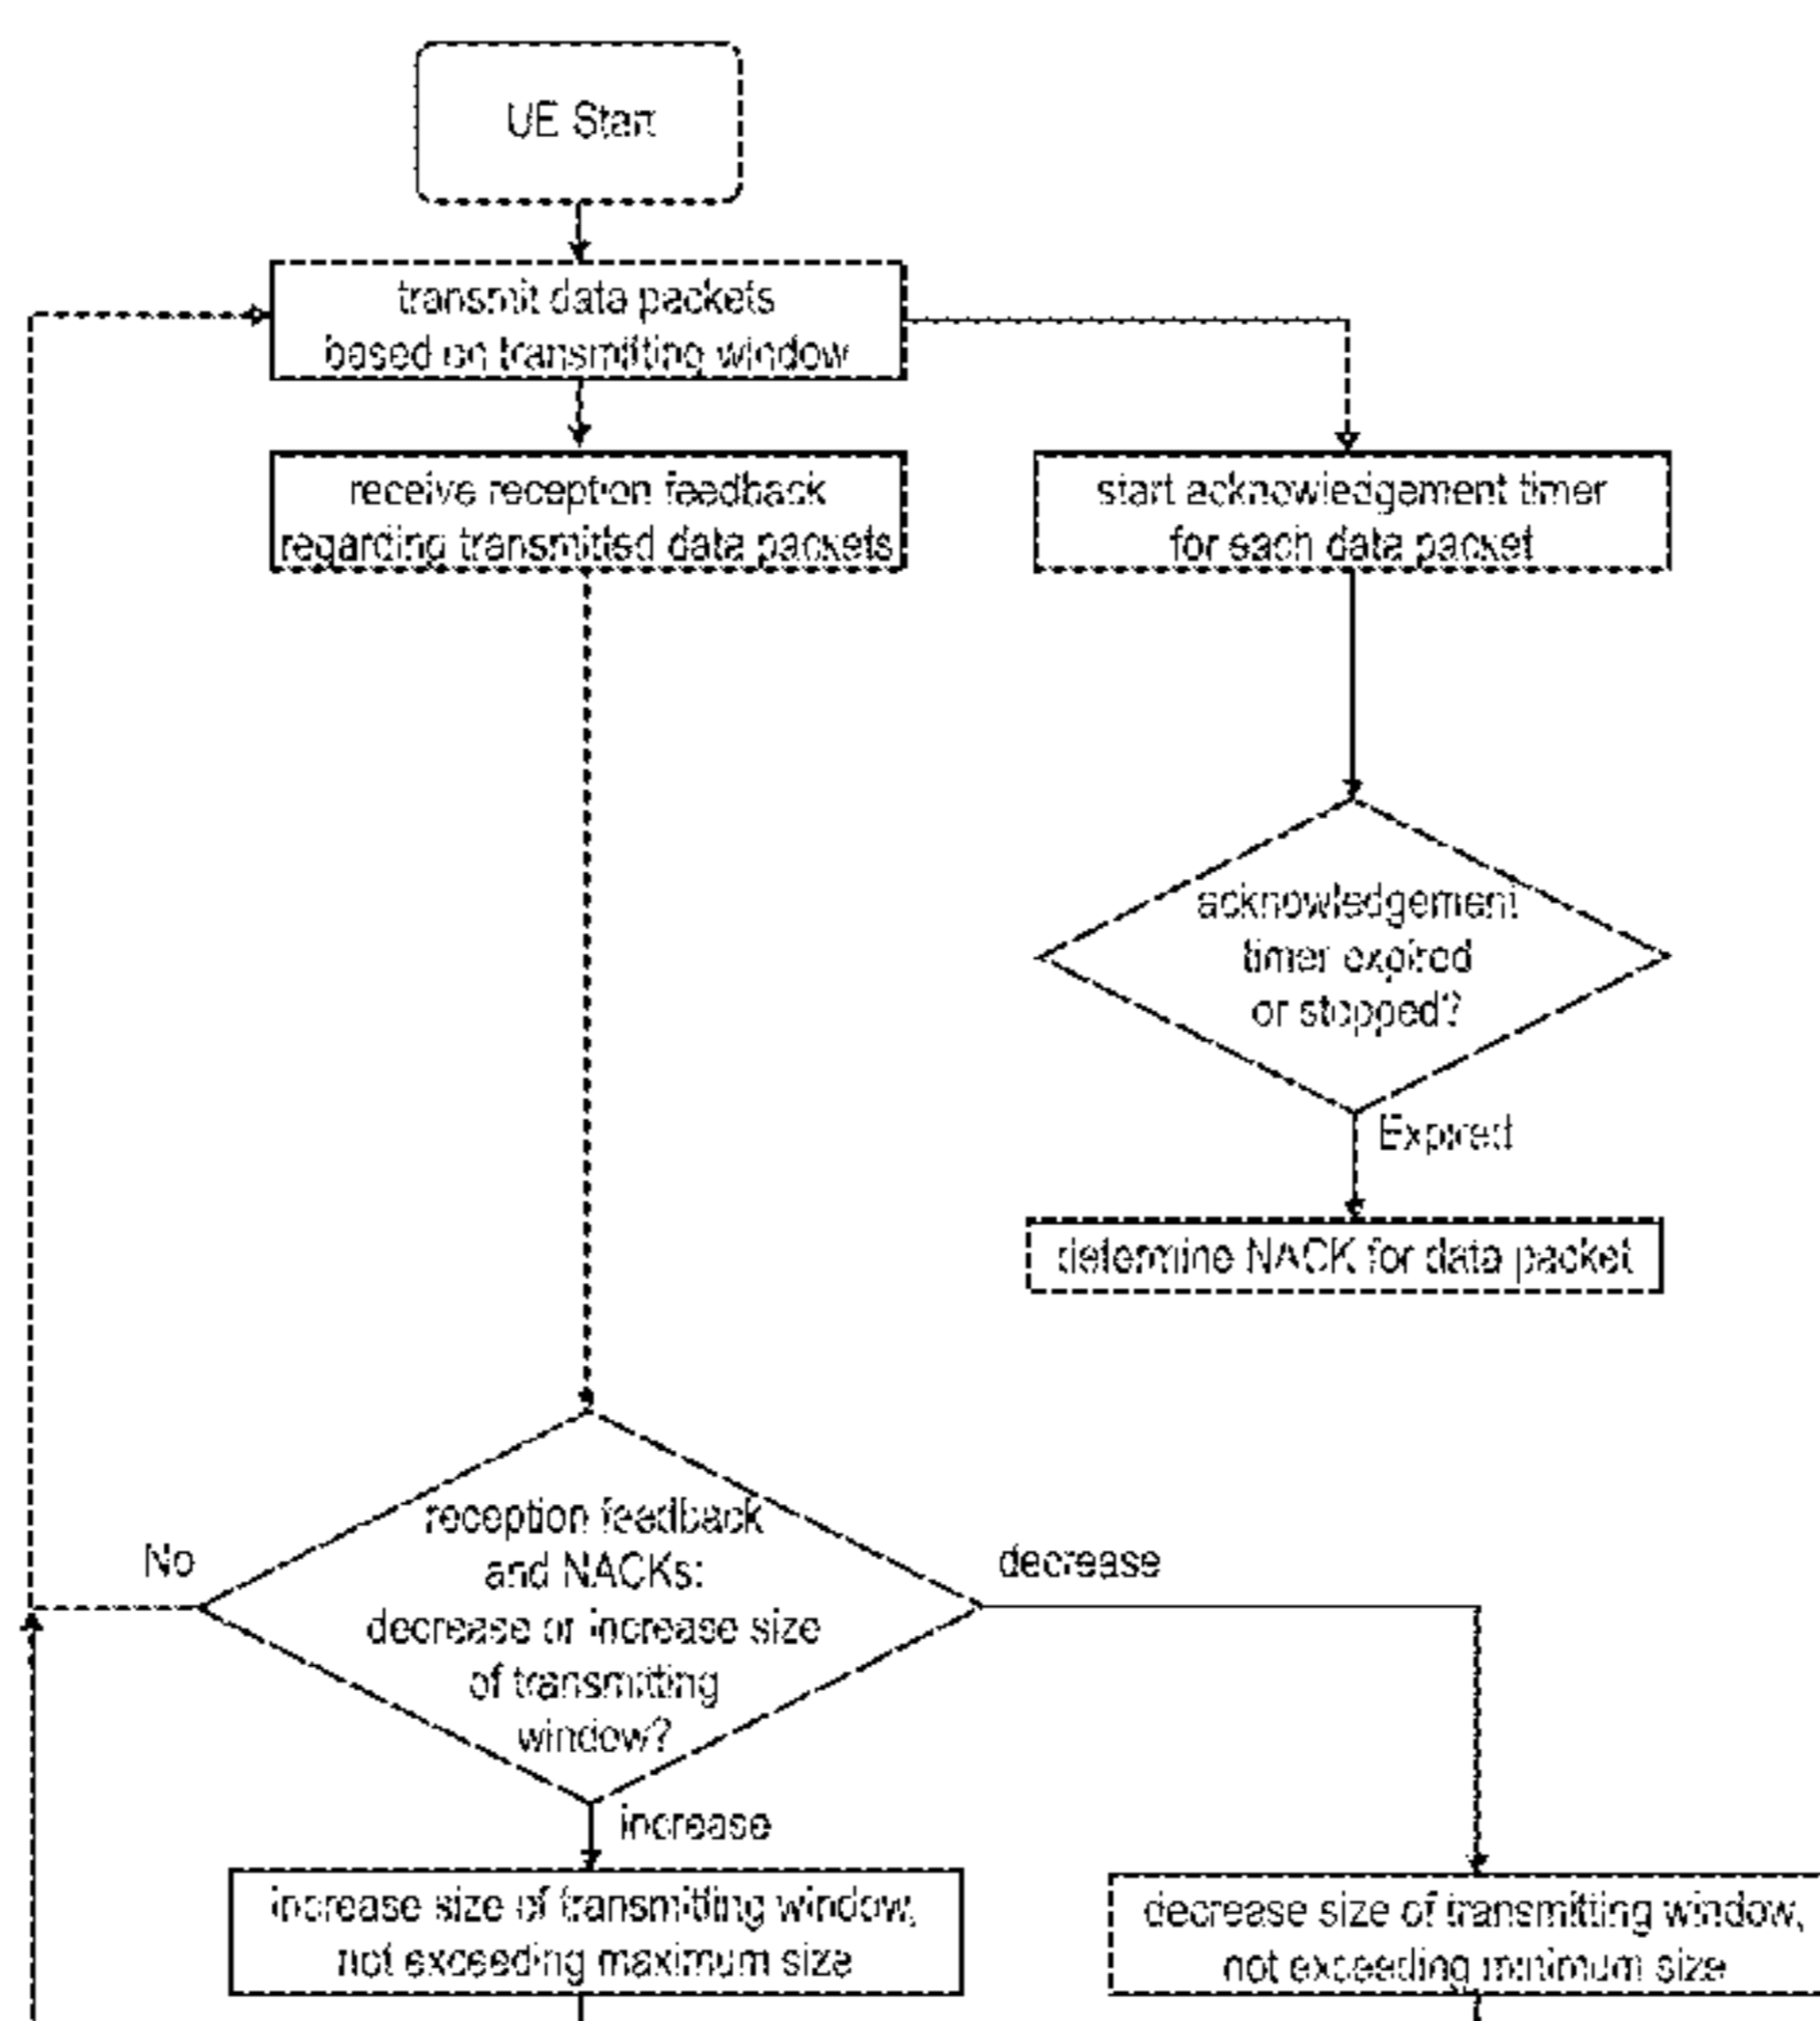 UE Start
transmit data packets
based on transmitting window
receive reception feedback
regarding transmitted data packets
start acknowledgement timer
for each data packet
acknowledgement
timer expired
or stopped?
Expired
determine NACK for data packet
reception feedback
and NACKs:
decrease or increase size
of transmitting
window?
No
decrease
increase
increase size of transmitting window,
not exceeding maximum size
decrease size of transmitting window,
not exceeding minimum size